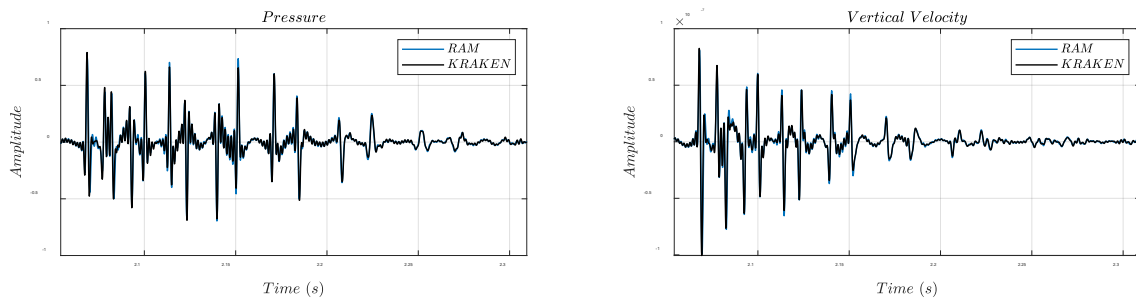 Pressure
RAM
KRAKEN
1
0.5
0
-0.5
-1
Amplitude
2.1
2.15
2.2
2.25
2.3
Time (s)
Vertical Velocity
RAM
KRAKEN
1
0.5
0
-0.5
-1
Amplitude
2.1
2.15
2.2
2.25
2.3
Time (s)